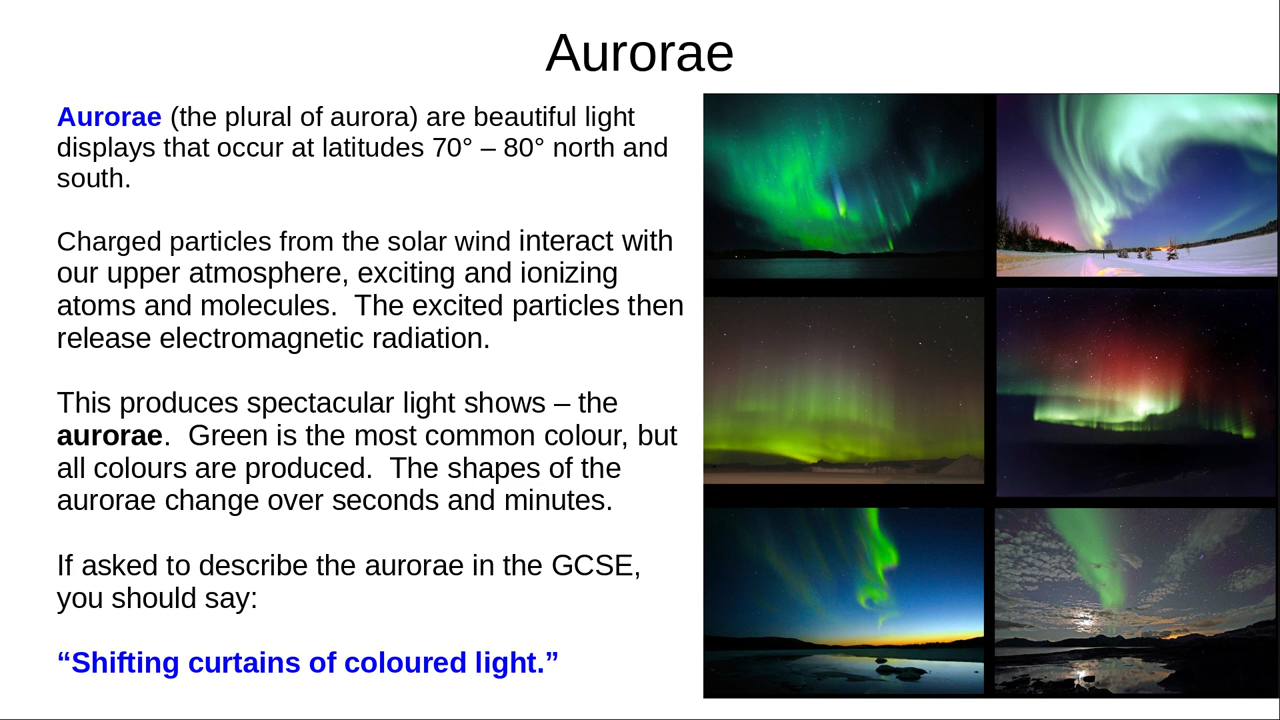 Aurorae
Aurorae (the plural of aurora) are beautiful light
displays that occur at latitudes 70° – 80° north and
south.
Charged particles from the solar wind interact with
our upper atmosphere, exciting and ionizing
atoms and molecules.  The excited particles then
release electromagnetic radiation.
This produces spectacular light shows – the
aurorae.  Green is the most common colour, but
all colours are produced.  The shapes of the
aurorae change over seconds and minutes.
If asked to describe the aurorae in the GCSE,
you should say:
“Shifting curtains of coloured light.”